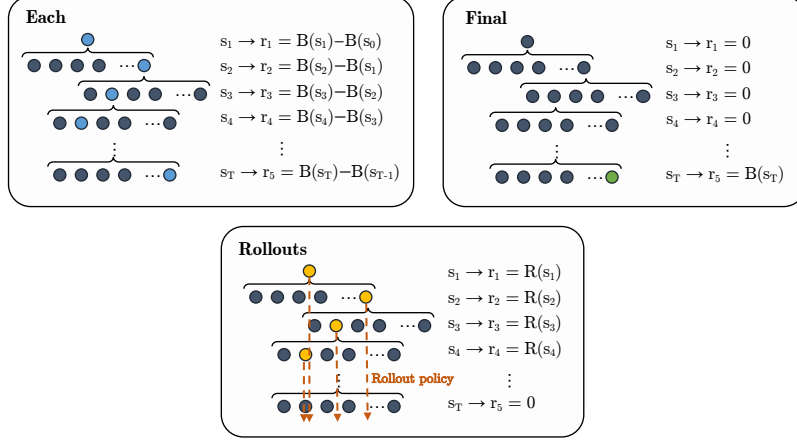 Each
s₁ → r₁ = B(s₁)−B(s₀)
s₂ → r₂ = B(s₂)−B(s₁)
s₃ → r₃ = B(s₃)−B(s₂)
s₄ → r₄ = B(s₄)−B(s₃)
⋮
s_T → r₅ = B(s_T)−B(s_T-1)
Final
s₁ → r₁ = 0
s₂ → r₂ = 0
s₃ → r₃ = 0
s₄ → r₄ = 0
⋮
s_T → r₅ = B(s_T)
Rollouts
s₁ → r₁ = R(s₁)
s₂ → r₂ = R(s₂)
s₃ → r₃ = R(s₃)
s₄ → r₄ = R(s₄)
Rollout policy
⋮
s_T → r₅ = 0